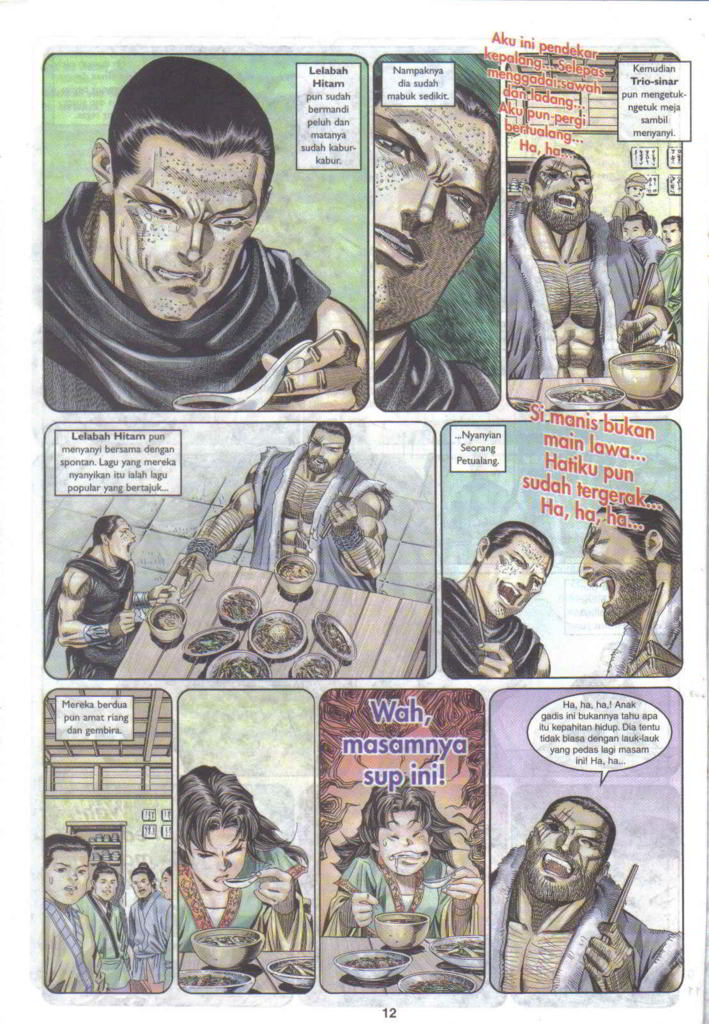 Lelabah
Hitam
pun sudah
bermandi
peluh dan
matanya
sudah kabur-
kabur.
Nampaknya
dia sudah
mabuk sedikit.
Aku ini pendekar
kepalang... Selepas
menggadai sawah
dan ladang...
Aku pun pergi
bertualang...
Ha, ha...
Kemudian
Trio-sinar
pun mengetuk-
ngetuk meja
sambil
menyanyi.
Lelabah Hitam pun
menyanyi bersama dengan
spontan. Lagu yang mereka
nyanyikan itu ialah lagu
popular yang bertajuk...
...Nyanyian
Seorang
Petualang.
Si manis bukan
main lawa...
Hatiku pun
sudah tergerak...
Ha, ha, ha...
Mereka berdua
pun amat riang
dan gembira.
Wah,
masamnya
sup ini!
Ha, ha, ha,! Anak
gadis ini bukannya tahu apa
itu kepahitan hidup. Dia tentu
tidak biasa dengan lauk-lauk
yang pedas lagi masam
ini! Ha, ha...
12